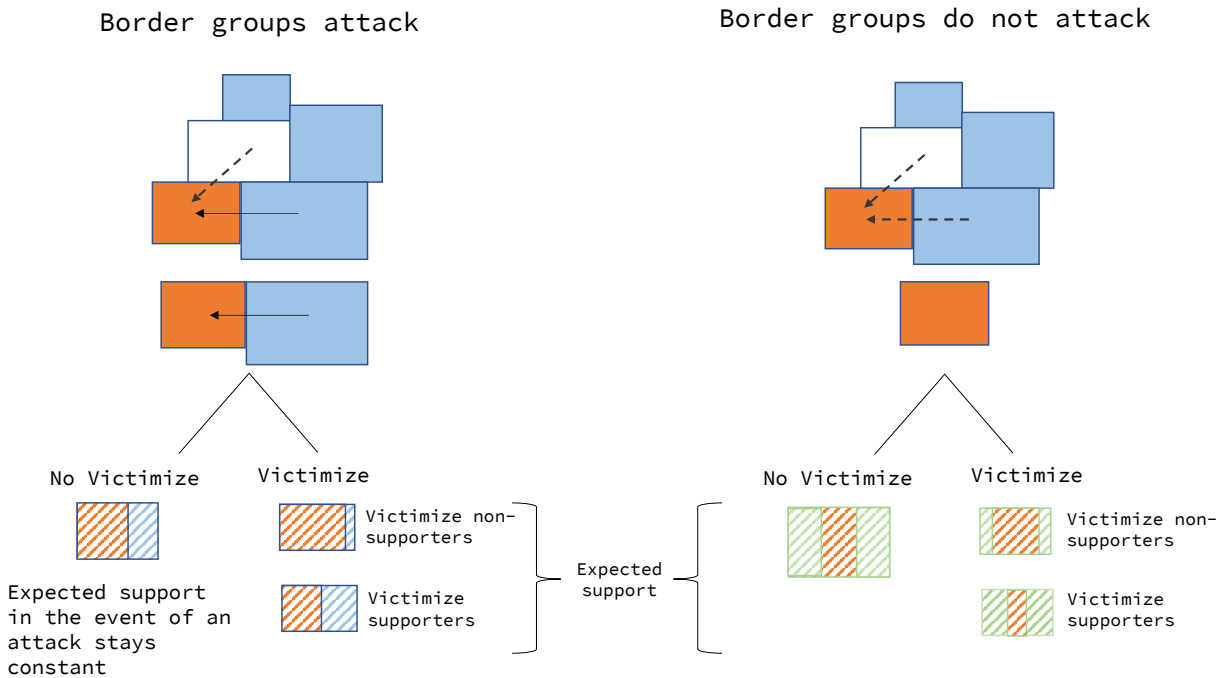 Border groups attack
Border groups do not attack
No Victimize
Victimize
Victimize non-
supporters
Victimize
supporters
Expected support
in the event of an
attack stays
constant
Expected
support
No Victimize
Victimize
Victimize non-
supporters
Victimize
supporters